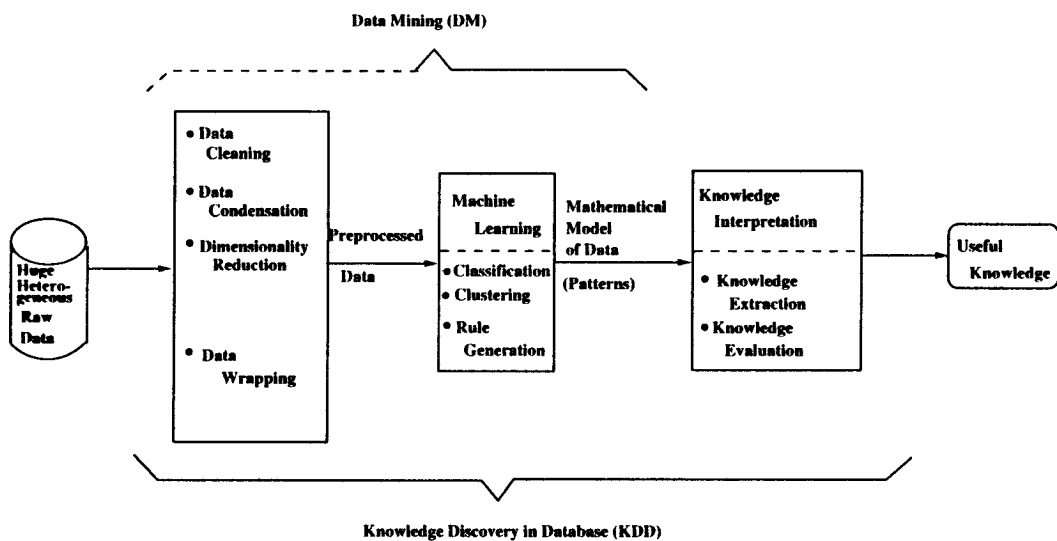 Data Mining (DM)
• Data
Cleaning
• Data
Condensation
• Dimensionality
Reduction
• Data
Wrapping
Huge
Hetero-
geneous
Raw
Data
Preprocessed
Data
Machine
Learning
• Classification
• Clustering
• Rule
Generation
Mathematical
Model
of Data
(Patterns)
Knowledge
Interpretation
• Knowledge
Extraction
• Knowledge
Evaluation
Useful
Knowledge
Knowledge Discovery in Database (KDD)